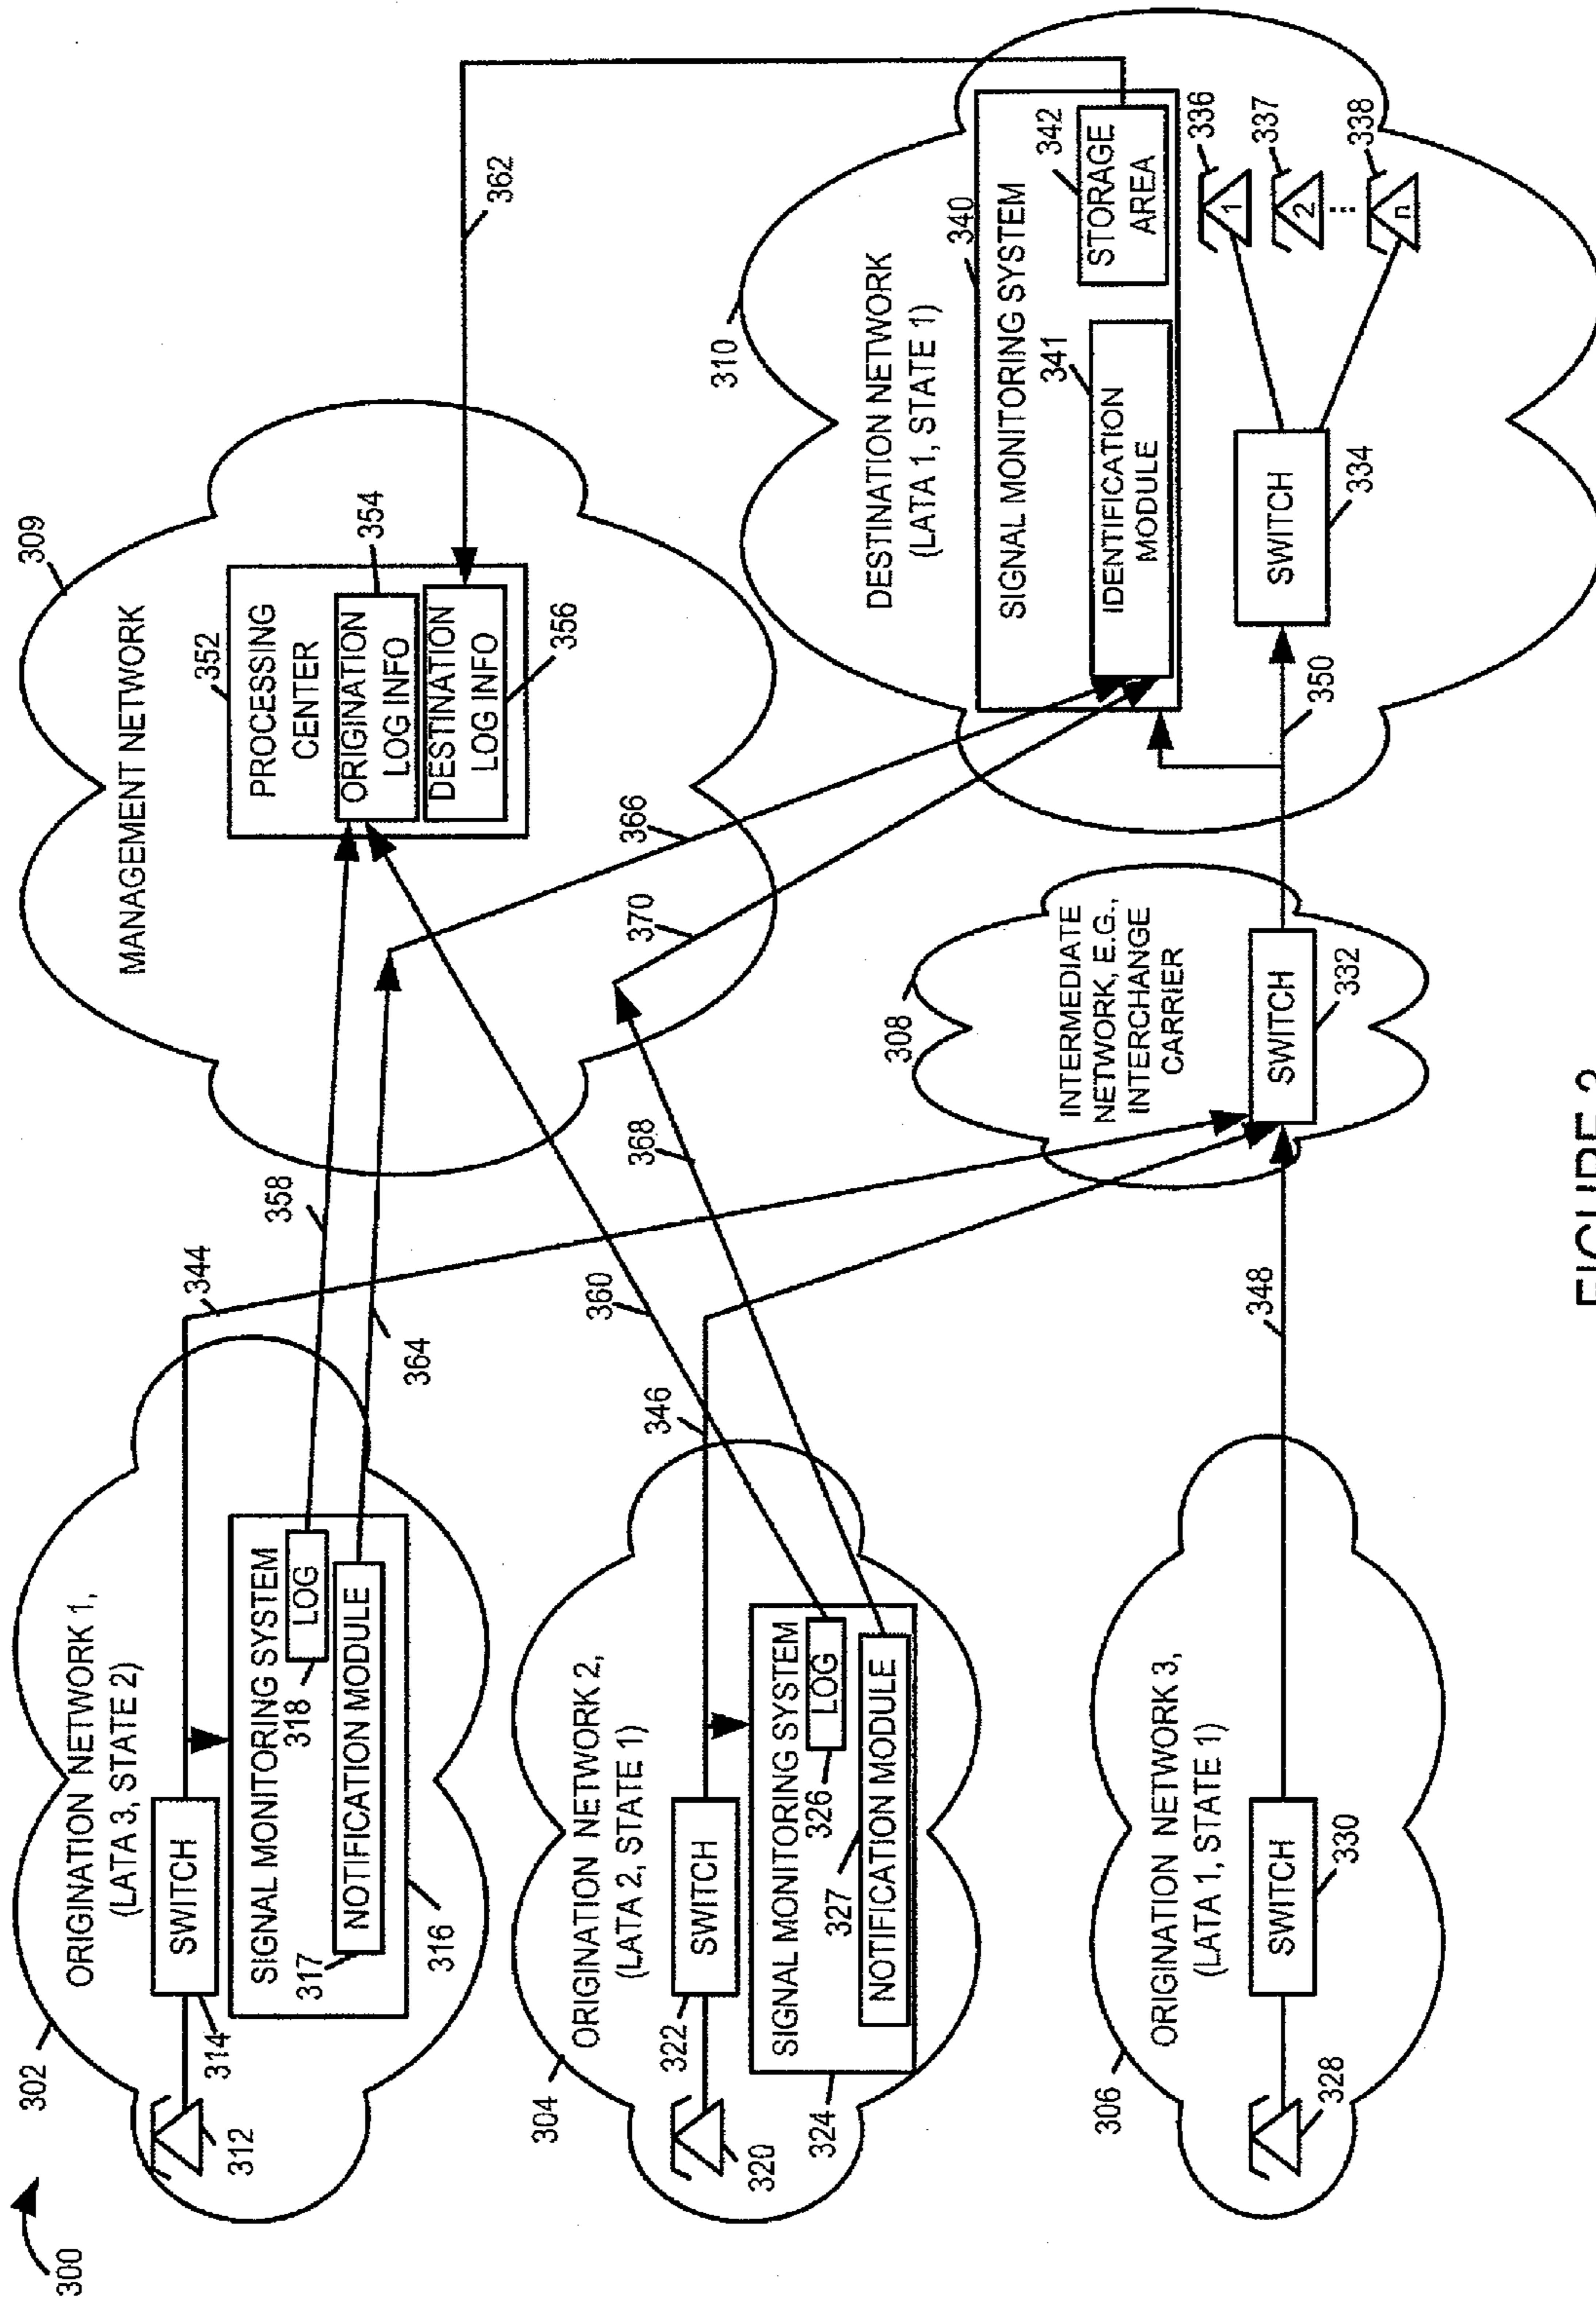 300
302
ORIGINATION NETWORK 1,
(LATA 3, STATE 2)
SWITCH
314
312
SIGNAL MONITORING SYSTEM
318
LOG
317
NOTIFICATION MODULE
316
344
358
364
304
ORIGINATION NETWORK 2,
(LATA 2, STATE 1)
322
SWITCH
320
SIGNAL MONITORING SYSTEM
326
LOG
327
NOTIFICATION MODULE
324
346
360
368
306
ORIGINATION NETWORK 3,
(LATA 1, STATE 1)
SWITCH
330
328
348
309
MANAGEMENT NETWORK
352
PROCESSING
CENTER
354
ORIGINATION
LOG INFO
DESTINATION
LOG INFO
356
362
366
370
308
INTERMEDIATE
NETWORK, E.G.,
INTERCHANGE
CARRIER
SWITCH
332
350
310
DESTINATION NETWORK
(LATA 1, STATE 1)
340
SIGNAL MONITORING SYSTEM
341
IDENTIFICATION
MODULE
342
STORAGE
AREA
SWITCH
334
1
336
2
337
n
338